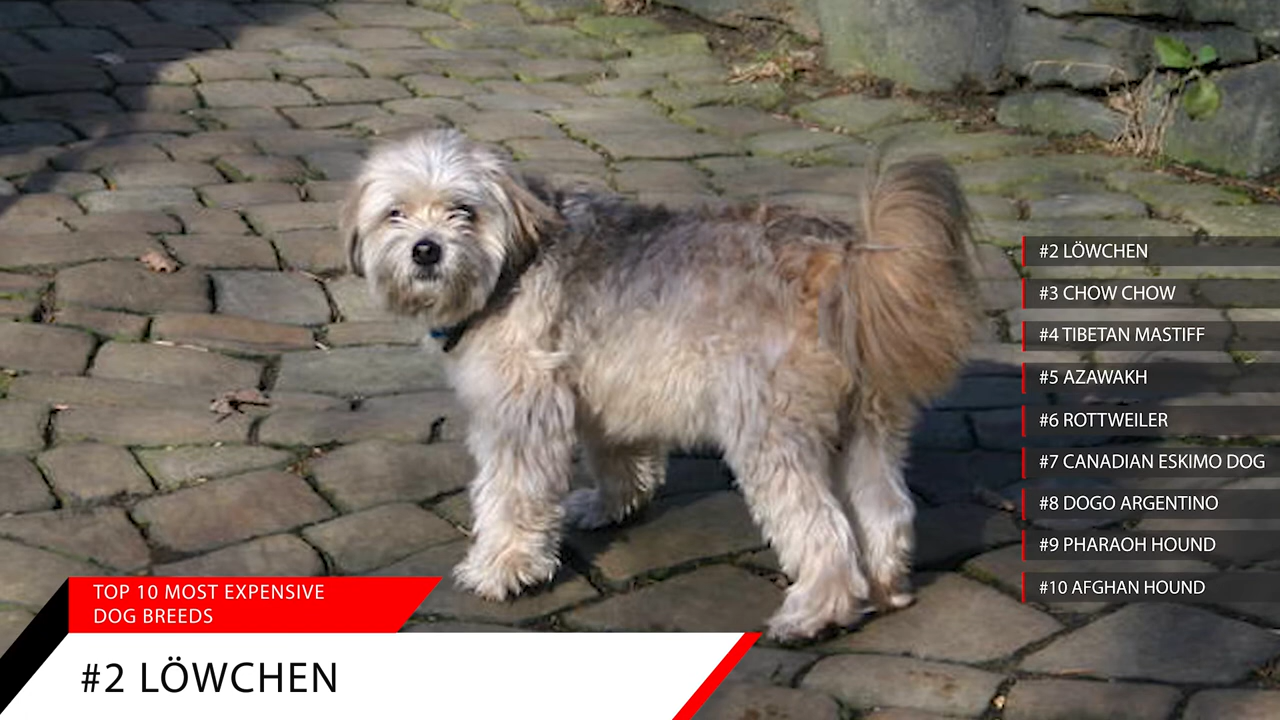 #2 LÖWCHEN
#3 CHOW CHOW
#4 TIBETAN MASTIFF
#5 AZAWAKH
#6 ROTTWEILER
#7 CANADIAN ESKIMO DOG
#8 DOGO ARGENTINO
#9 PHARAOH HOUND
#10 AFGHAN HOUND
TOP 10 MOST EXPENSIVE
DOG BREEDS
#2 LÖWCHEN